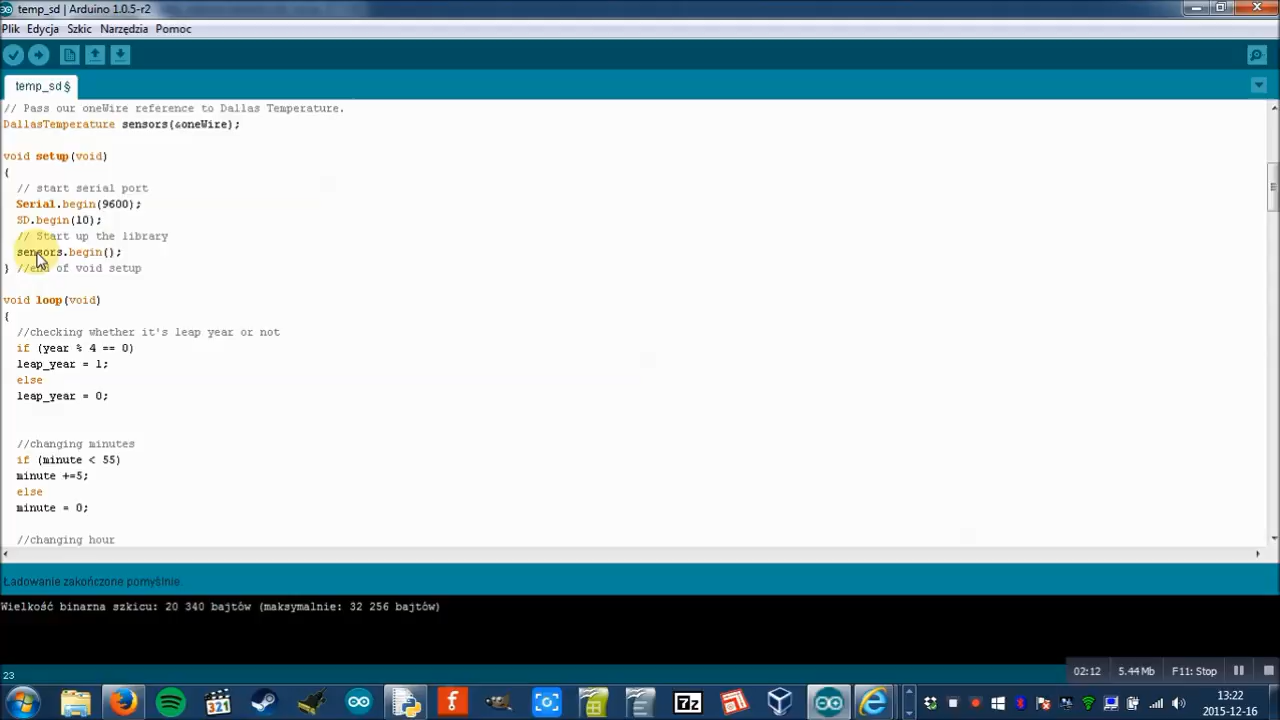 temp_sd | Arduino 1.0.5-r2
Plik Edycja Szkic Narzędzia Pomoc
temp_sd §
// Pass our oneWire reference to Dallas Temperature.
DallasTemperature sensors(&oneWire);
void setup(void)
{
// start serial port
Serial.begin(9600);
SD.begin(10);
// Start up the library
sensors.begin();
} //end of void setup
void loop(void)
{
//checking whether it's leap year or not
if (year % 4 == 0)
leap_year = 1;
else
leap_year = 0;
//changing minutes
if (minute < 55)
minute +=5;
else
minute = 0;
//changing hour
Ładowanie zakończone pomyślnie.
Wielkość binarna szkicu: 20 340 bajtów (maksymalnie: 32 256 bajtów)
02:12 5.44 Mb F11: Stop
23
321
7z
13:22
2015-12-16